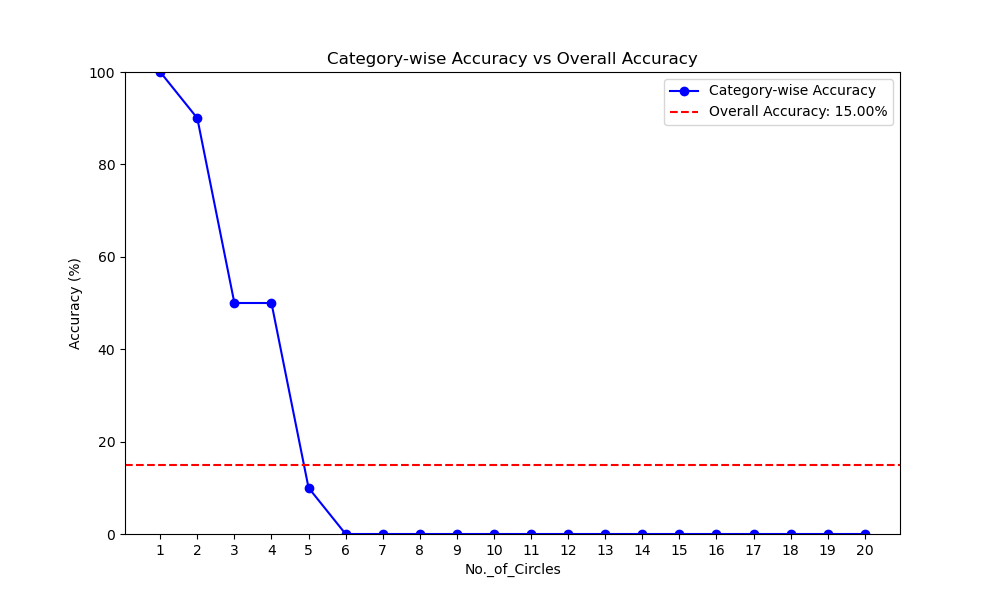 Category-wise Accuracy vs Overall Accuracy
Category-wise Accuracy
Overall Accuracy: 15.00%
Accuracy (%)
100
80
60
40
20
0
1 2 3 4 5 6 7 8 9 10 11 12 13 14 15 16 17 18 19 20
No._of_Circles